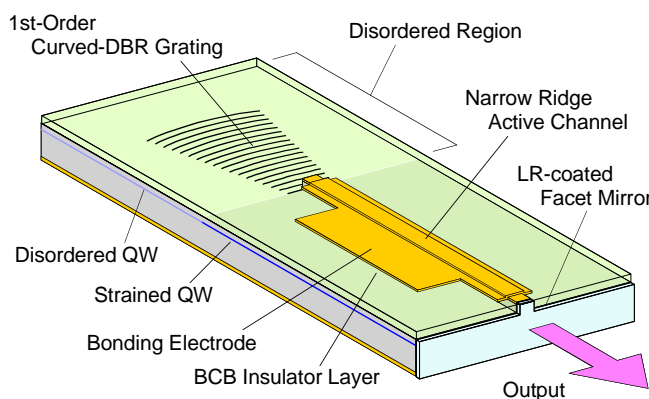 1st-Order
Curved-DBR Grating
Disordered Region
Narrow Ridge
Active Channel
LR-coated
Facet Mirror
Disordered QW
Strained QW
Bonding Electrode
BCB Insulator Layer
Output